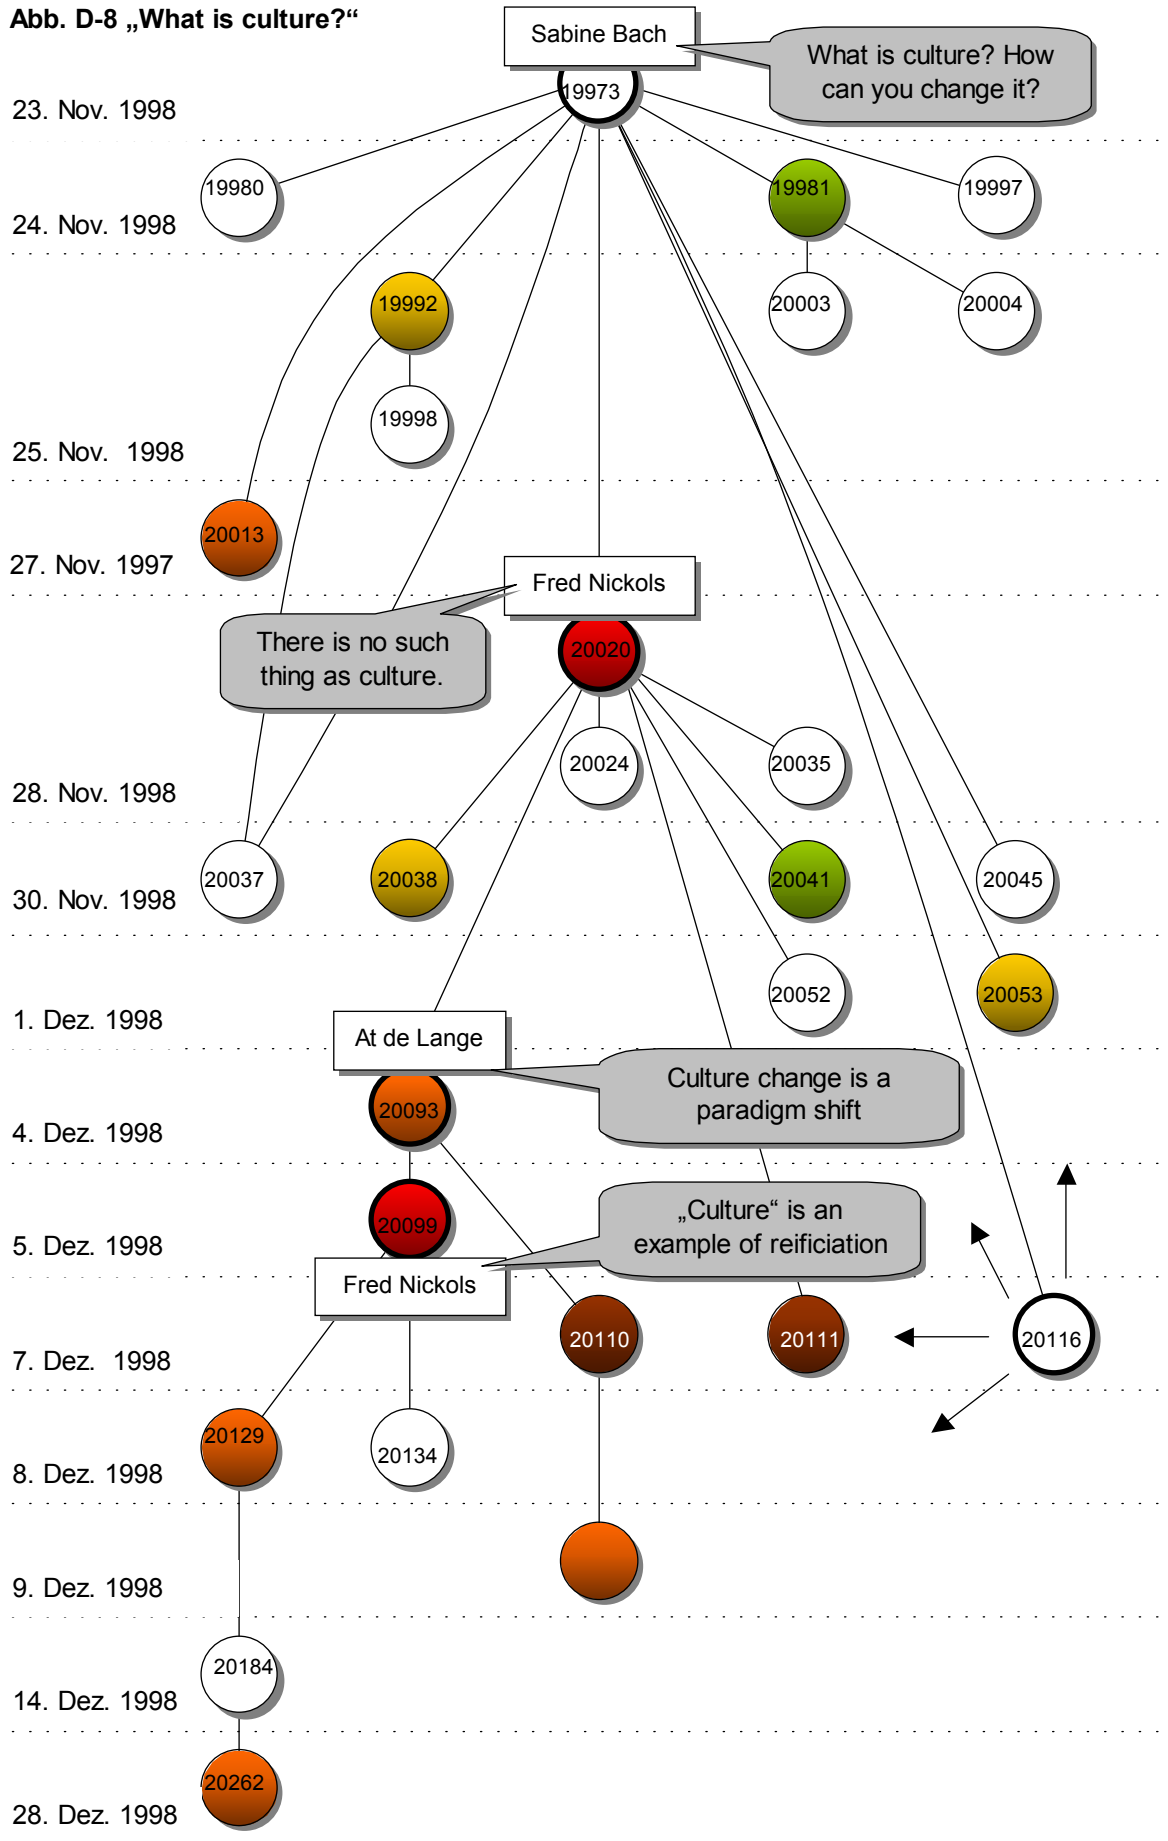 Abb. D-8 „What is culture?“
Sabine Bach
What is culture? How
can you change it?
19973
23. Nov. 1998
19980
19981
19997
24. Nov. 1998
19992
20003
20004
19998
25. Nov.  1998
20013
27. Nov. 1997
Fred Nickols
There is no such
thing as culture.
20020
20024
20035
28. Nov. 1998
20037
20038
20041
20045
30. Nov. 1998
20052
20053
1. Dez. 1998
At de Lange
Culture change is a
paradigm shift
20093
4. Dez. 1998
20099
„Culture“ is an
example of reificiation
5. Dez. 1998
Fred Nickols
20110
20111
20116
7. Dez.  1998
20129
20134
8. Dez. 1998
9. Dez. 1998
20184
14. Dez. 1998
20262
28. Dez. 1998